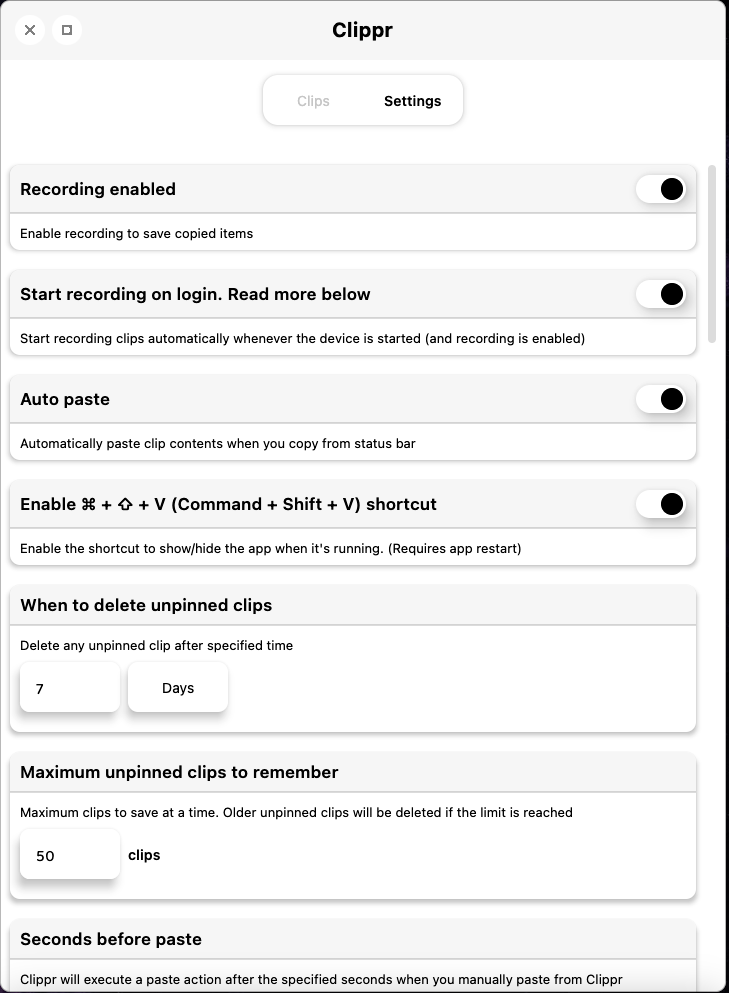 Clippr
Clips Settings
Recording enabled
Enable recording to save copied items
Start recording on login. Read more below
Start recording clips automatically whenever the device is started (and recording is enabled)
Auto paste
Automatically paste clip contents when you copy from status bar
Enable ⌘ + ⇧ + V (Command + Shift + V) shortcut
Enable the shortcut to show/hide the app when it's running. (Requires app restart)
When to delete unpinned clips
Delete any unpinned clip after specified time
7 Days
Maximum unpinned clips to remember
Maximum clips to save at a time. Older unpinned clips will be deleted if the limit is reached
50 clips
Seconds before paste
Clippr will execute a paste action after the specified seconds when you manually paste from Clippr